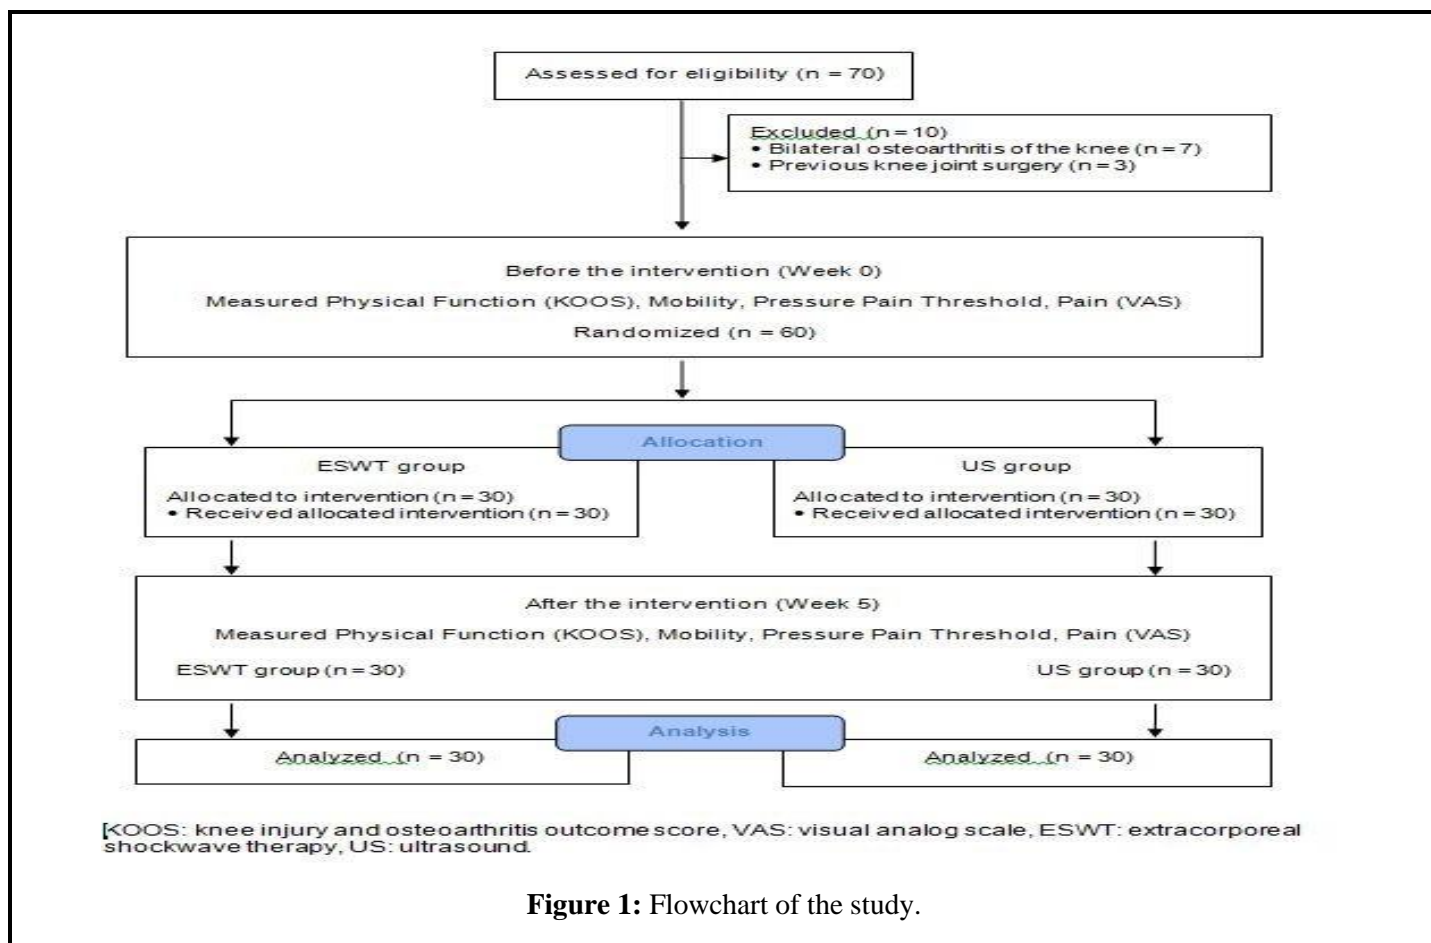 Assessed for eligibility (n = 70)
Excluded (n = 10)
• Bilateral osteoarthritis of the knee (n = 7)
• Previous knee joint surgery (n = 3)
Before the intervention (Week 0)
Measured Physical Function (KOOS), Mobility, Pressure Pain Threshold, Pain (VAS)
Randomized (n = 60)
Allocation
ESWT group
Allocated to intervention (n = 30)
• Received allocated intervention (n = 30)
US group
Allocated to intervention (n = 30)
• Received allocated intervention (n = 30)
After the intervention (Week 5)
Measured Physical Function (KOOS), Mobility, Pressure Pain Threshold, Pain (VAS)
ESWT group (n = 30)
US group (n = 30)
Analysis
Analyzed (n = 30)
Analyzed (n = 30)
[KOOS: knee injury and osteoarthritis outcome score, VAS: visual analog scale, ESWT: extracorporeal
shockwave therapy, US: ultrasound.
Figure 1: Flowchart of the study.